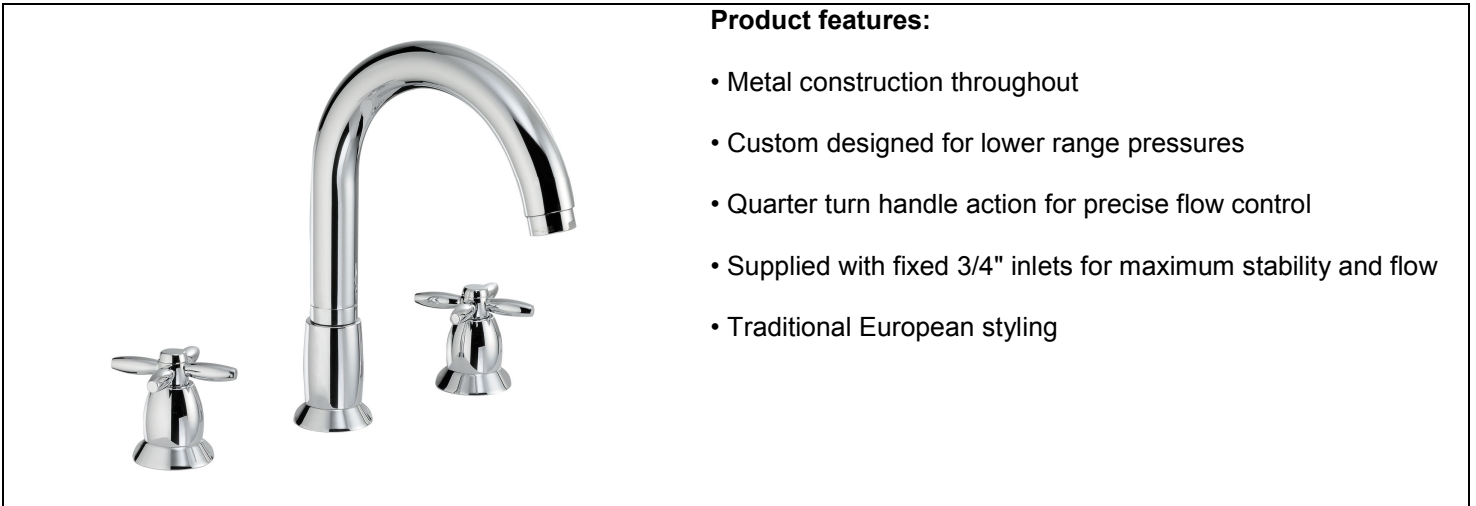 Product features:
• Metal construction throughout
• Custom designed for lower range pressures
• Quarter turn handle action for precise flow control
• Supplied with fixed 3/4" inlets for maximum stability and flow
• Traditional European styling